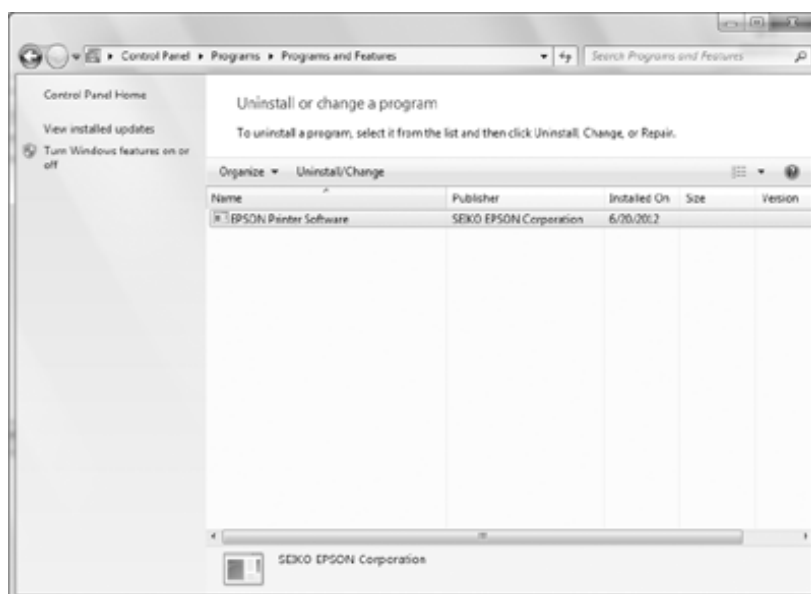 Control Panel ▸ Programs ▸ Programs and Features
Search Programs and Features
Control Panel Home
View installed updates
Turn Windows features on or
off
Uninstall or change a program
To uninstall a program, select it from the list and then click Uninstall, Change, or Repair.
Organize Uninstall/Change
Name Publisher Installed On Size Version
EPSON Printer Software SEIKO EPSON Corporation 6/20/2012
SEIKO EPSON Corporation